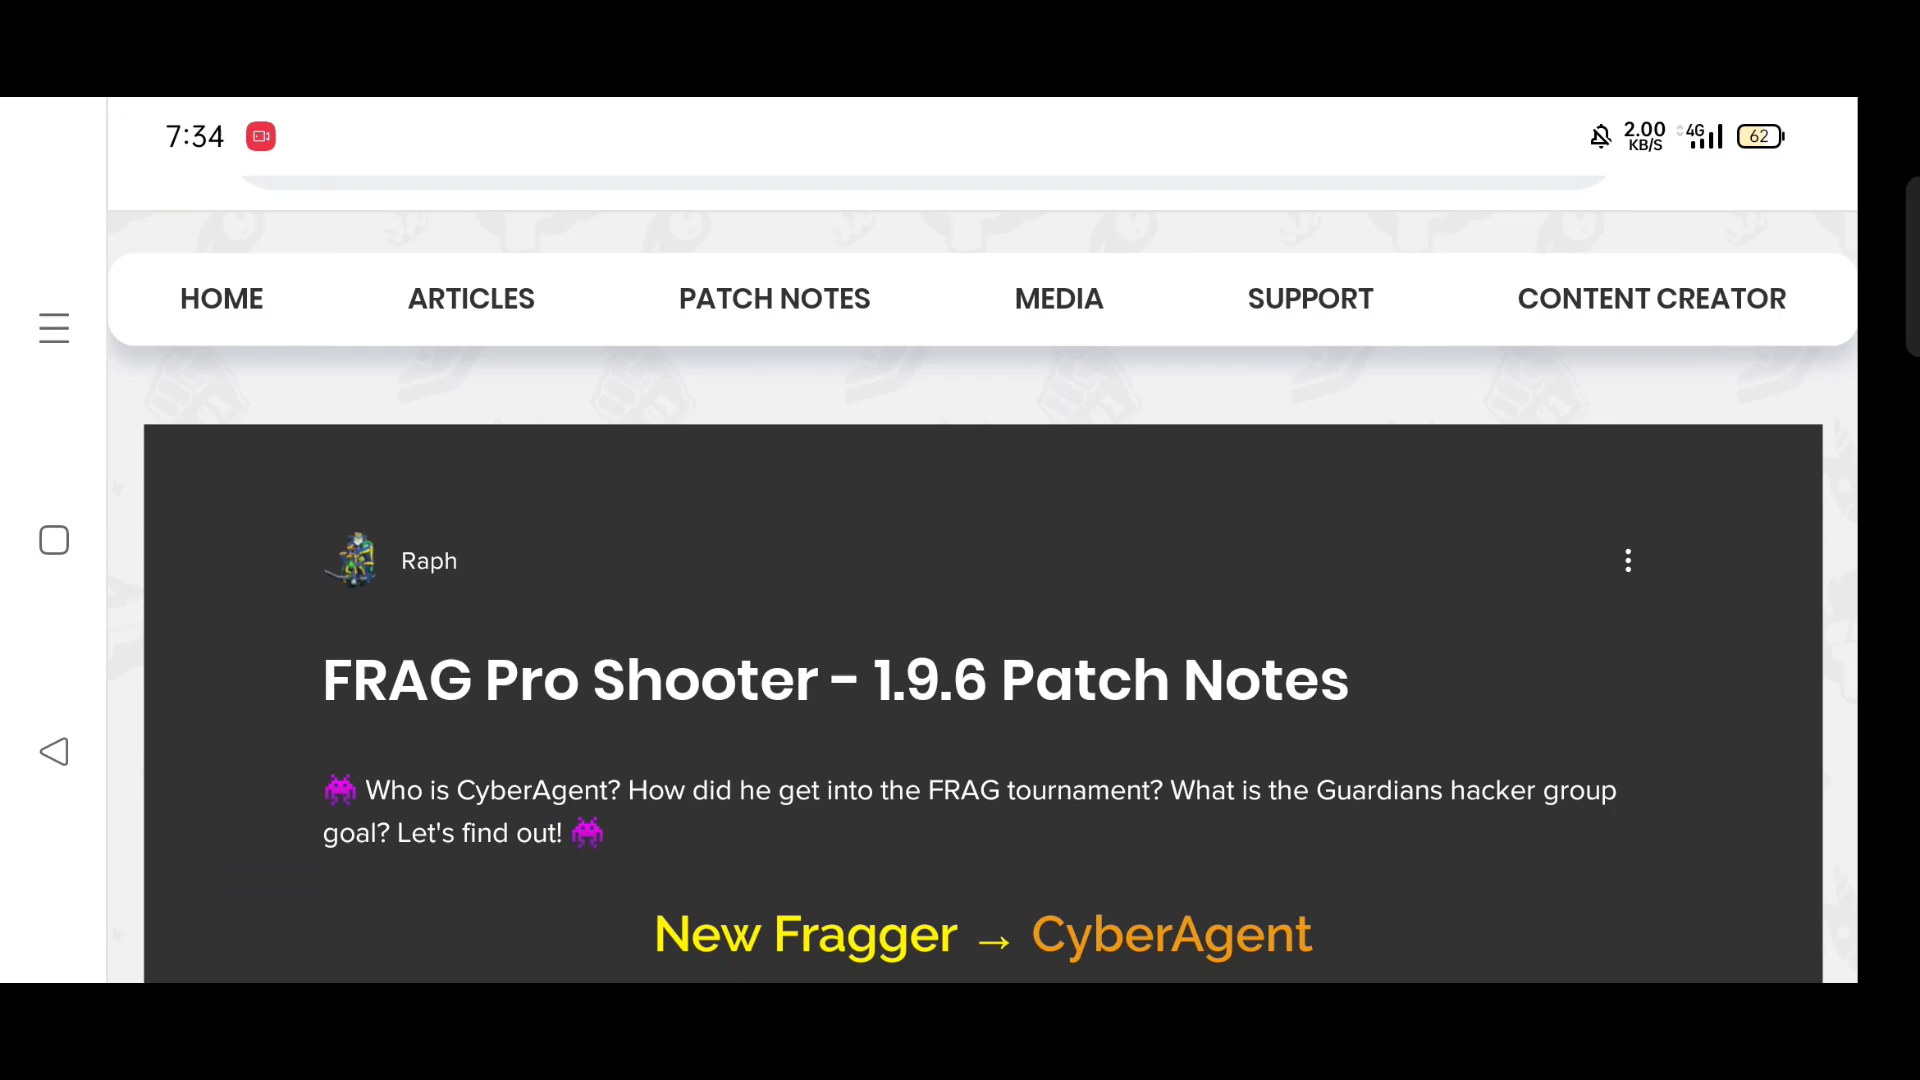 7:34
2.00
KB/S
4G
62
HOME ARTICLES PATCH NOTES MEDIA SUPPORT CONTENT CREATOR
Raph
FRAG Pro Shooter - 1.9.6 Patch Notes
👾 Who is CyberAgent? How did he get into the FRAG tournament? What is the Guardians hacker group
goal? Let's find out! 👾
New Fragger → CyberAgent